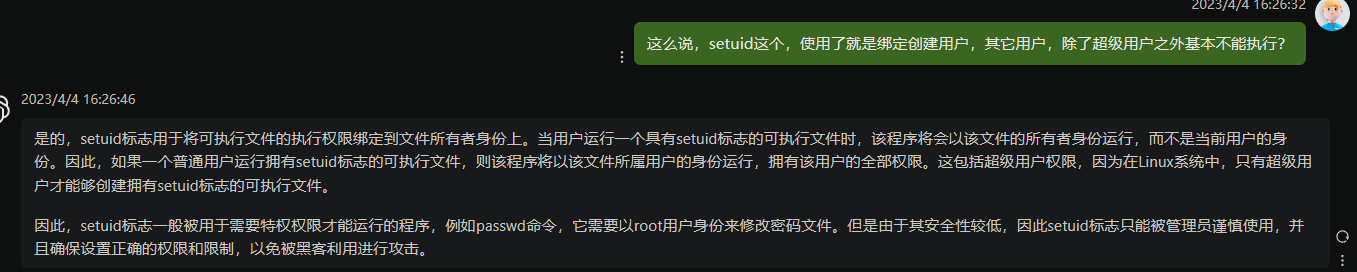 2023/4/4 16:26:32
这么说，setuid这个，使用了就是绑定创建用户，其它用户，除了超级用户之外基本不能执行？
2023/4/4 16:26:46
是的，setuid标志用于将可执行文件的执行权限绑定到文件所有者身份上。当用户运行一个具有setuid标志的可执行文件时，该程序将会以该文件的所有者身份运行，而不是当前用户的身
份。因此，如果一个普通用户运行拥有setuid标志的可执行文件，则该程序将以该文件所属用户的身份运行，拥有该用户的全部权限。这包括超级用户权限，因为在Linux系统中，只有超级用
户才能够创建拥有setuid标志的可执行文件。
因此，setuid标志一般被用于需要特权权限才能运行的程序，例如passwd命令，它需要以root用户身份来修改密码文件。但是由于其安全性较低，因此setuid标志只能被管理员谨慎使用，并
且确保设置正确的权限和限制，以免被黑客利用进行攻击。